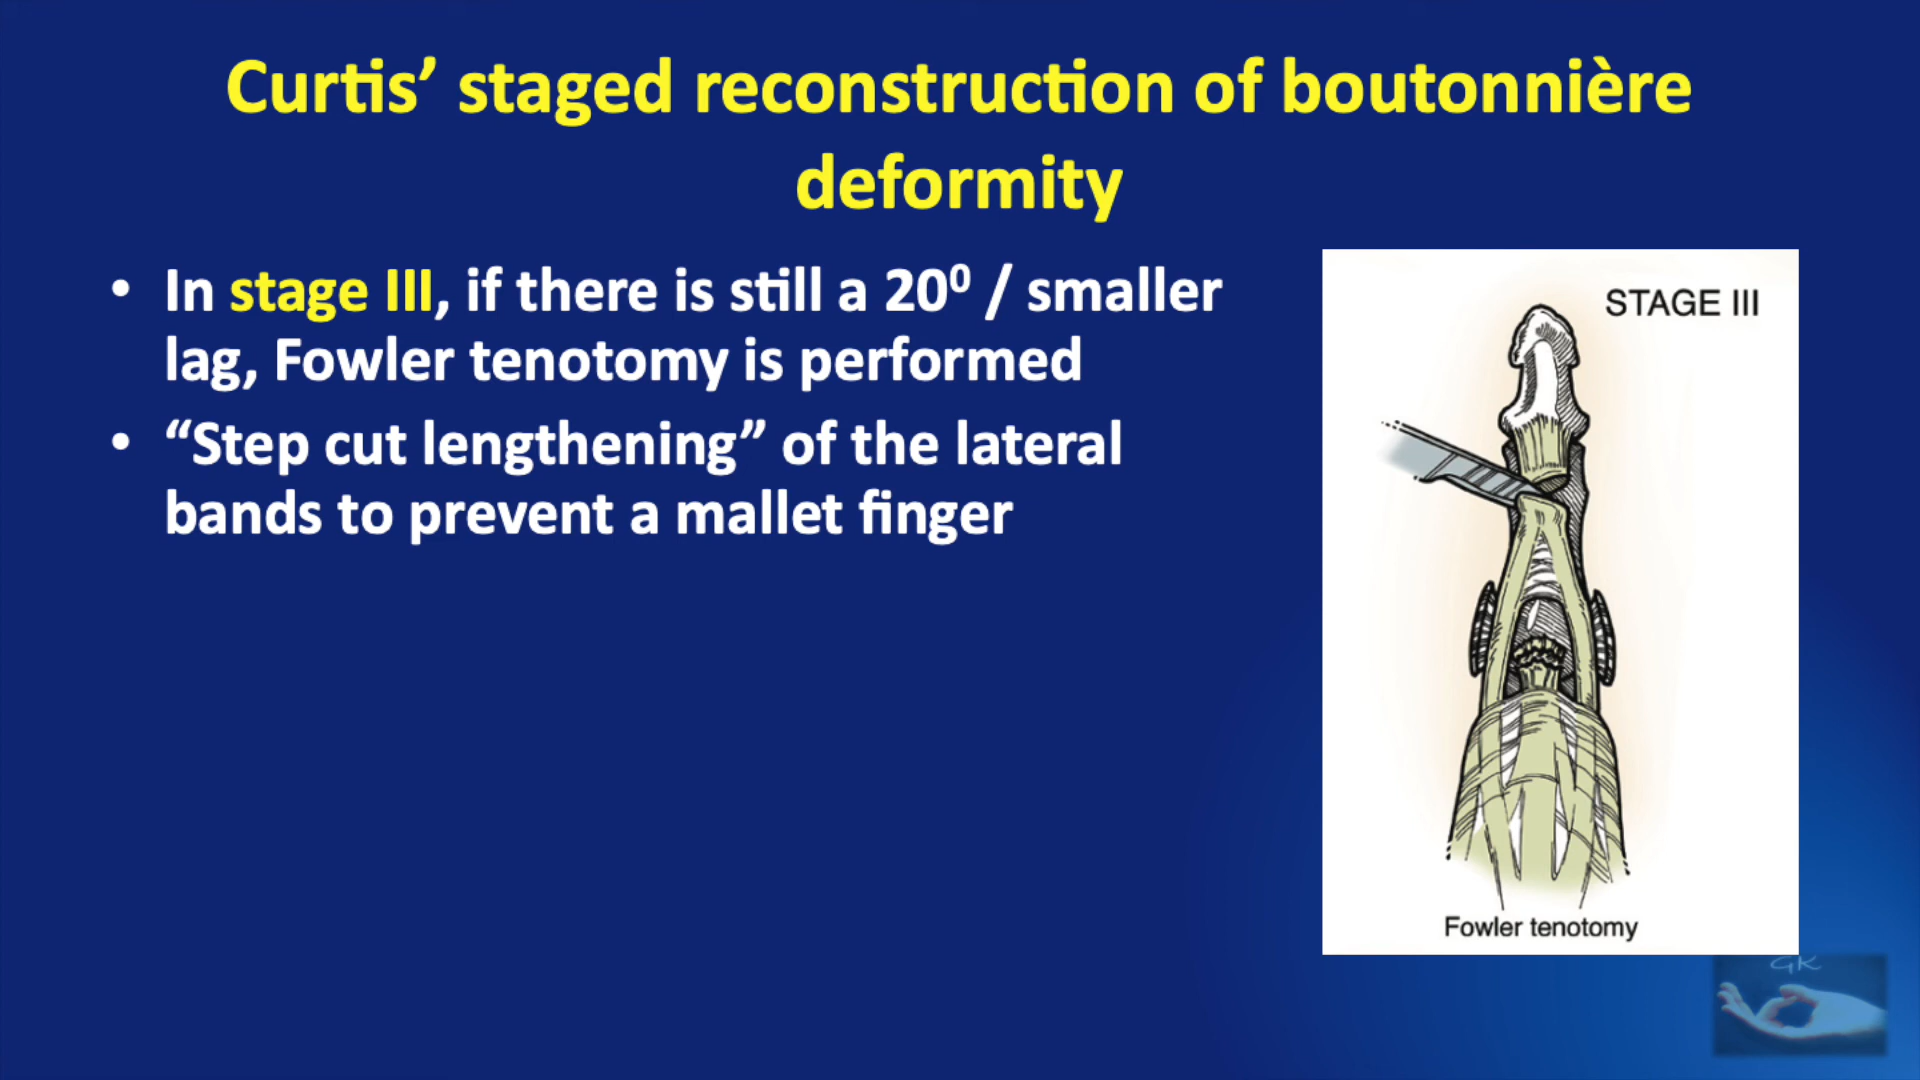 Curtis’ staged reconstruction of boutonnière
deformity
• In stage III, if there is still a 20⁰ / smaller
lag, Fowler tenotomy is performed
• “Step cut lengthening” of the lateral
bands to prevent a mallet finger
STAGE III
Fowler tenotomy
GK